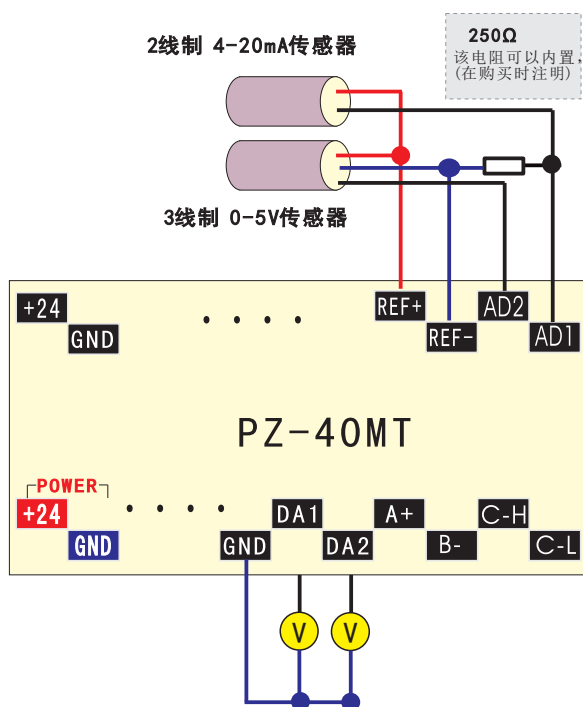 250Ω
该电阻可以内置,
(在购买时注明)
2线制 4-20mA传感器
3线制 0-5V传感器
+24
GND
REF+
REF-
AD2
AD1
PZ-40MT
POWER
+24
GND
GND
DA1
DA2
A+
B-
C-H
C-L
V
V